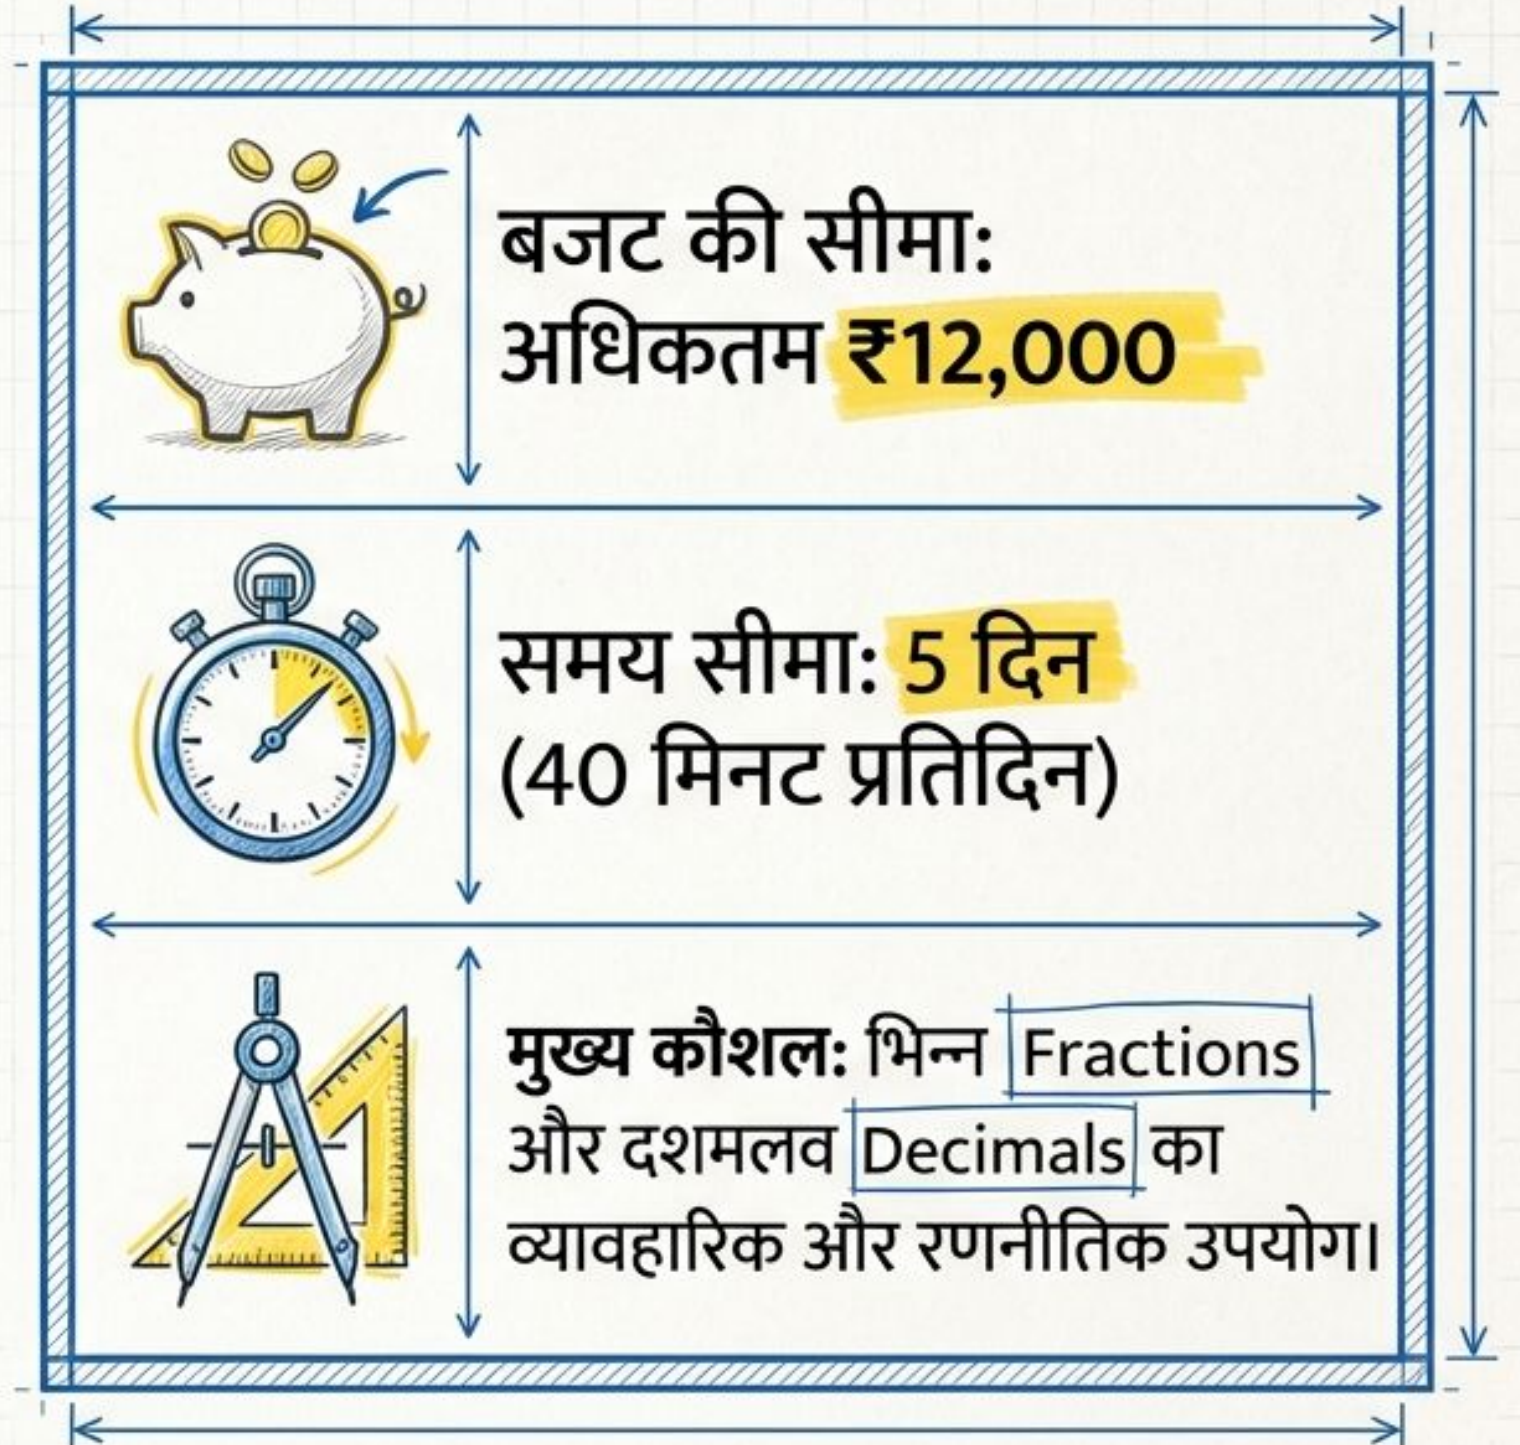 बजट की सीमा:
अधिकतम ₹12,000
समय सीमा: 5 दिन
(40 मिनट प्रतिदिन)
मुख्य कौशल: भिन्न Fractions
और दशमलव Decimals का
व्यावहारिक और रणनीतिक उपयोग।